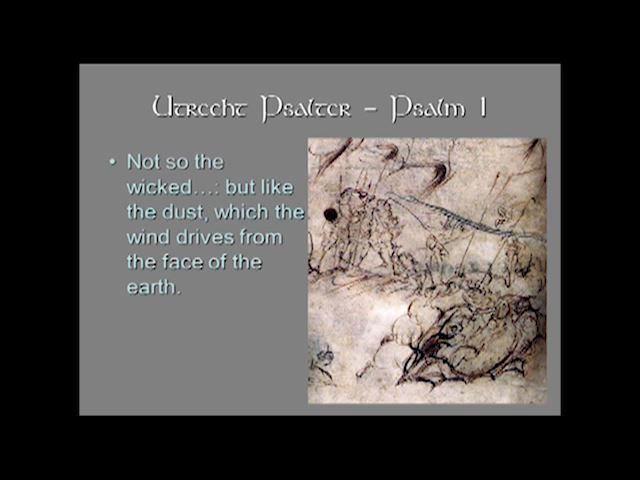 Utrecht Psalter – Psalm 1
• Not so the
wicked…: but like
the dust, which the
wind drives from
the face of the
earth.